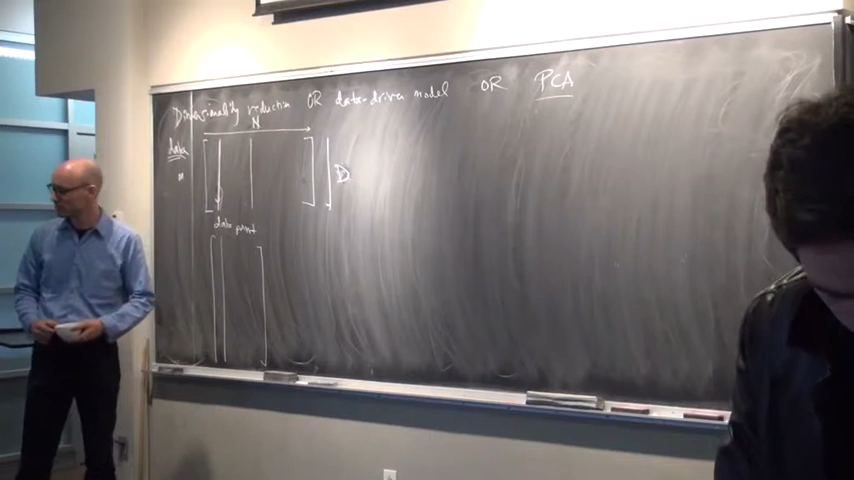 Dimensionality reduction OR data-driven model OR PCA
N
data
D
data point